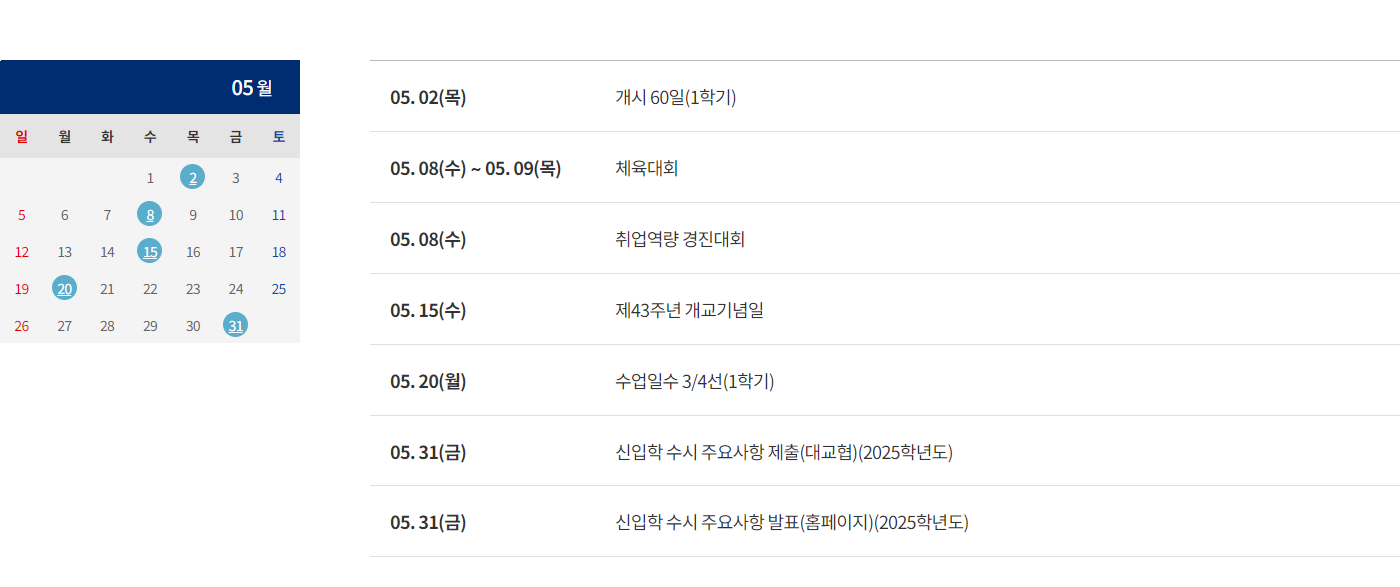 05월
일 월 화 수 목 금 토
1 2 3 4
5 6 7 8 9 10 11
12 13 14 15 16 17 18
19 20 21 22 23 24 25
26 27 28 29 30 31
05. 02(목) 개시 60일(1학기)
05. 08(수) ~ 05. 09(목) 체육대회
05. 08(수) 취업역량 경진대회
05. 15(수) 제43주년 개교기념일
05. 20(월) 수업일수 3/4선(1학기)
05. 31(금) 신입학 수시 주요사항 제출(대교협)(2025학년도)
05. 31(금) 신입학 수시 주요사항 발표(홈페이지)(2025학년도)